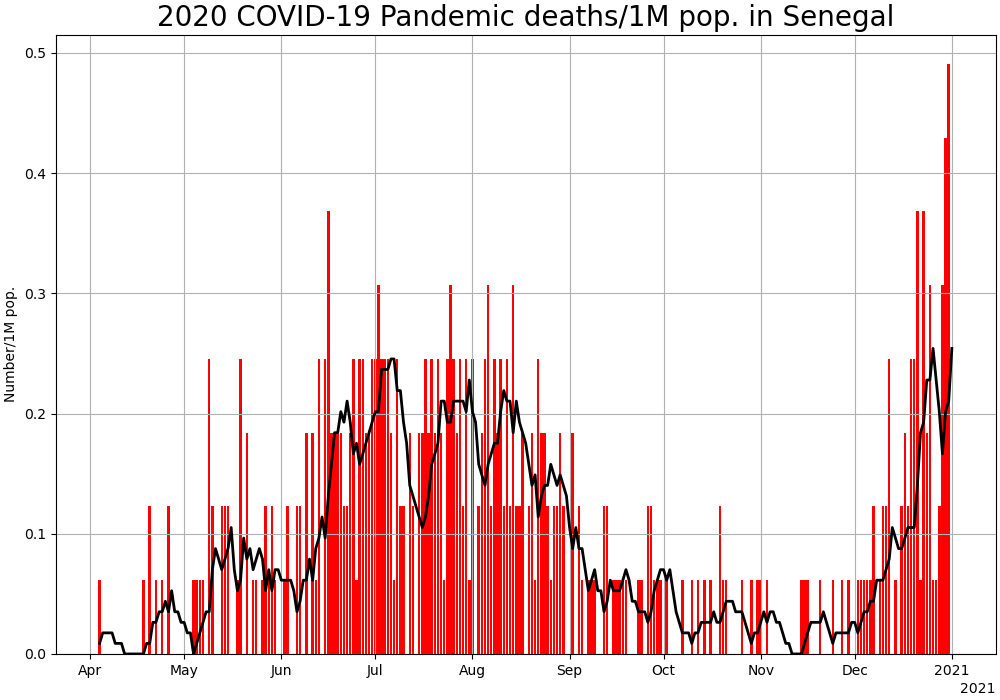 2020 COVID-19 Pandemic deaths/1M pop. in Senegal
Number/1M pop.
0.5
0.4
0.3
0.2
0.1
0.0
Apr May Jun Jul Aug Sep Oct Nov Dec 2021
2021